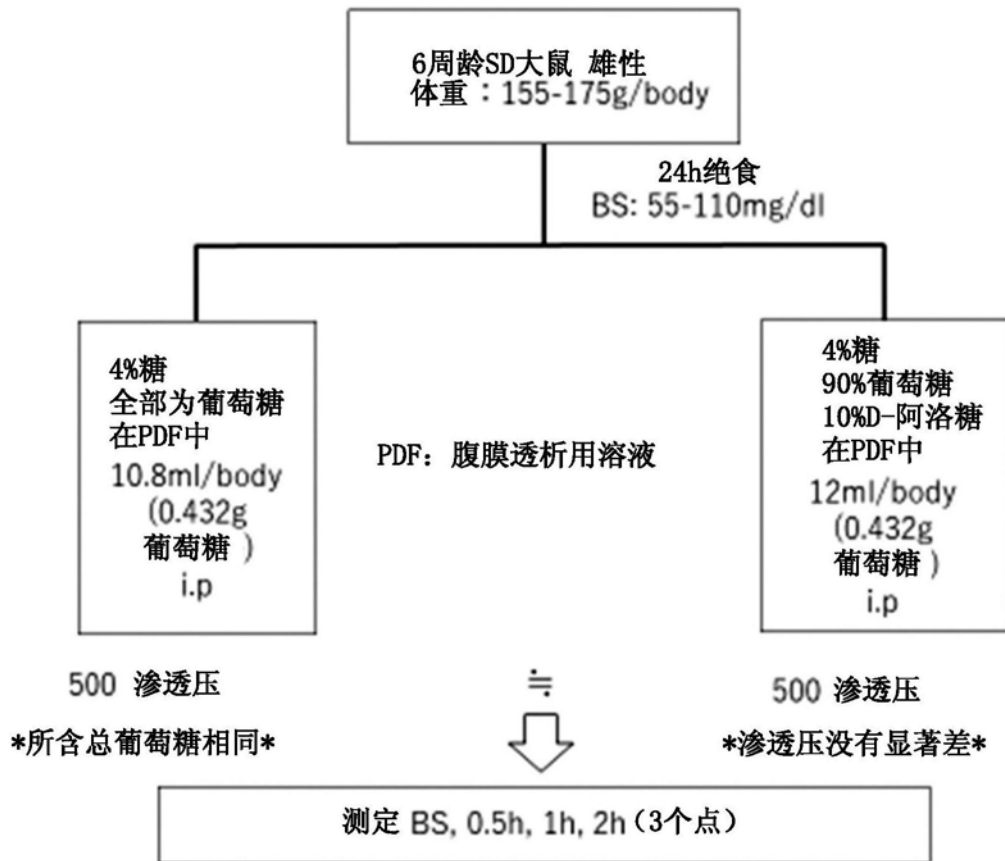 6周龄SD大鼠 雄性
体重：155-175g/body
24h绝食
BS: 55-110mg/dl
4%糖
全部为葡萄糖
在PDF中
10.8ml/body
(0.432g
葡萄糖)
i.p
PDF: 腹膜透析用溶液
4%糖
90%葡萄糖
10%D-阿洛糖
在PDF中
12ml/body
(0.432g
葡萄糖)
i.p
500 渗透压
≒
500 渗透压
*所含总葡萄糖相同*
*渗透压没有显著差*
测定 BS, 0.5h, 1h, 2h（3个点）